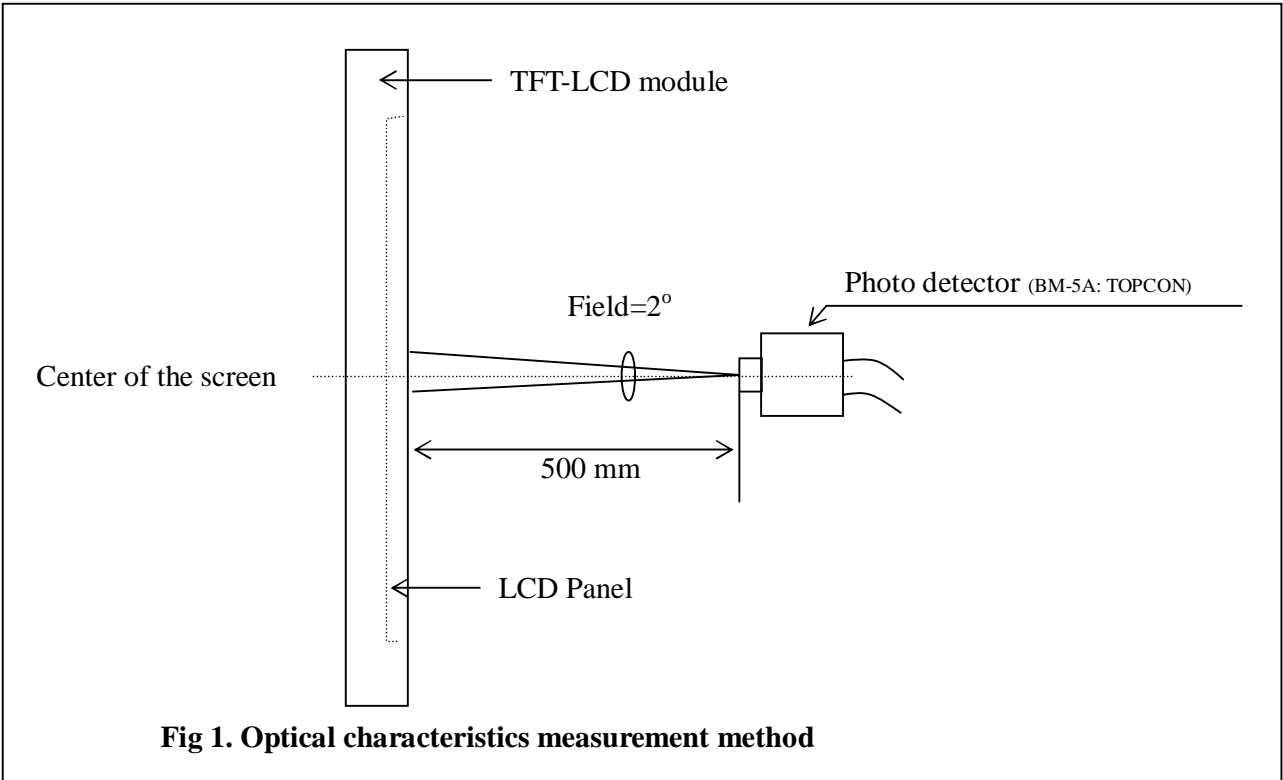 TFT-LCD module
Photo detector (BM-5A: TOPCON)
Field=2°
Center of the screen
500 mm
LCD Panel
Fig 1. Optical characteristics measurement method